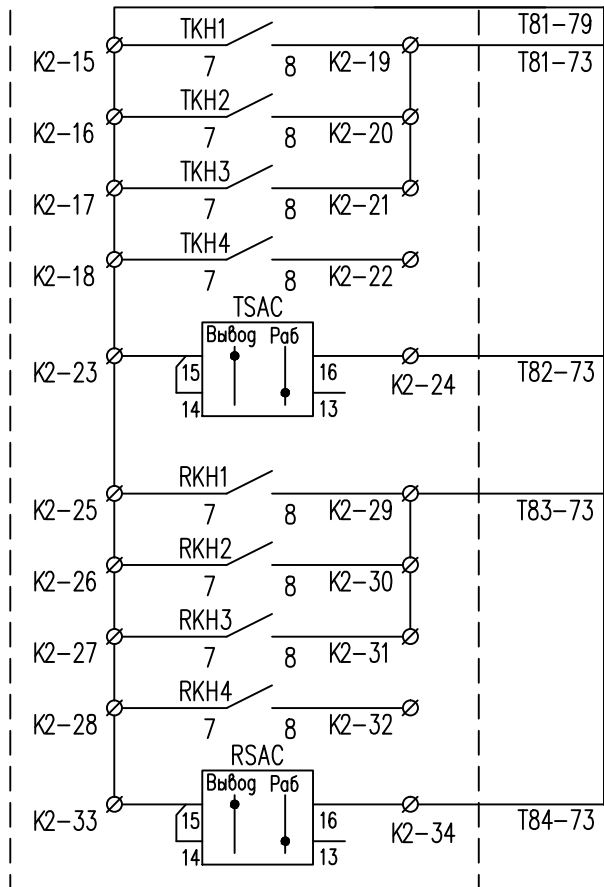 T81-79
TKH1
K2-15 7 8 K2-19 T81-73
TKH2
K2-16 7 8 K2-20
TKH3
K2-17 7 8 K2-21
TKH4
K2-18 7 8 K2-22
TSAC
Вывод Раб
K2-23 15 16 K2-24 T82-73
14 13
RKH1
K2-25 7 8 K2-29 T83-73
RKH2
K2-26 7 8 K2-30
RKH3
K2-27 7 8 K2-31
RKH4
K2-28 7 8 K2-32
RSAC
Вывод Раб
K2-33 15 16 K2-34 T84-73
14 13